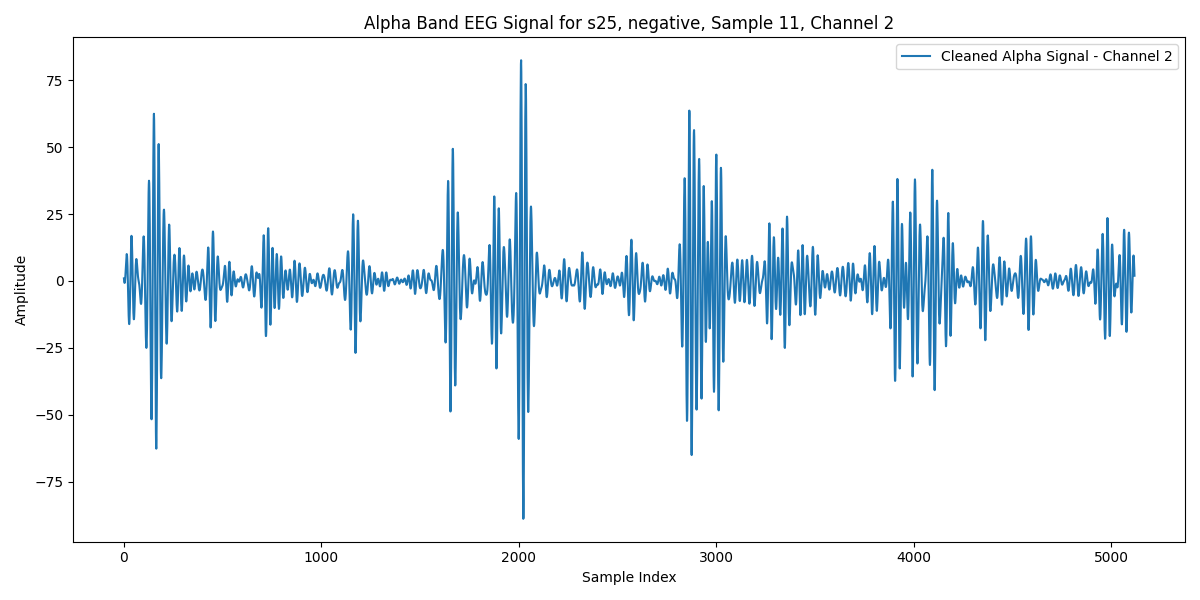 Alpha Band EEG Signal for s25, negative, Sample 11, Channel 2
Cleaned Alpha Signal - Channel 2
75
50
25
0
−25
−50
−75
Amplitude
0 1000 2000 3000 4000 5000
Sample Index